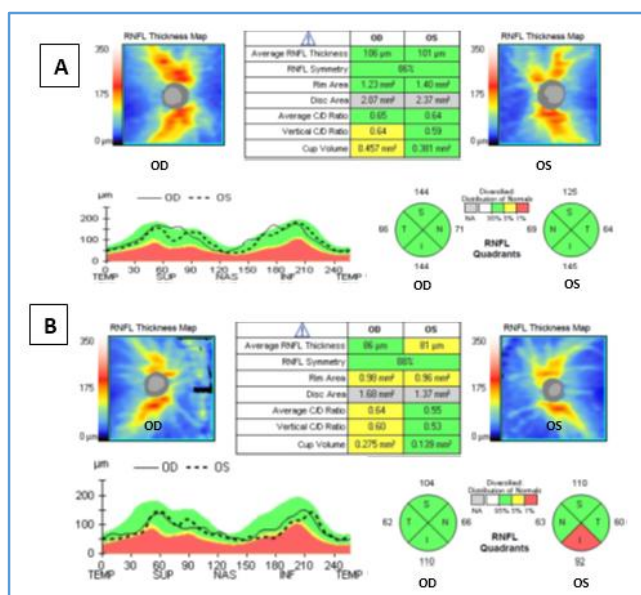 A
RNFL Thickness Map
350
175
0 µm
OD
OD OS
Average RNFL Thickness 106 µm 101 µm
RNFL Symmetry 86%
Rim Area 1.23 mm² 1.40 mm²
Disc Area 2.07 mm² 2.37 mm²
Average C/D Ratio 0.65 0.64
Vertical C/D Ratio 0.64 0.59
Cup Volume 0.457 mm³ 0.381 mm³
RNFL Thickness Map
350
175
0 µm
OS
µm OD OS
200
100
0
0 30 60 90 120 150 180 210 240
TEMP SUP NAS INF TEMP
144
66 S T N I 71
144
OD
Diversified
Distribution of Normals
NA 95% 5% 1%
RNFL
Quadrants
125
69 S N T I 64
145
OS
B
RNFL Thickness Map
350
175
0 µm
OD
OD OS
Average RNFL Thickness 86 µm 81 µm
RNFL Symmetry 88%
Rim Area 0.98 mm² 0.96 mm²
Disc Area 1.68 mm² 1.37 mm²
Average C/D Ratio 0.64 0.55
Vertical C/D Ratio 0.60 0.53
Cup Volume 0.275 mm³ 0.139 mm³
RNFL Thickness Map
350
175
0 µm
OS
µm OD OS
200
100
0
0 30 60 90 120 150 180 210 240
TEMP SUP NAS INF TEMP
104
62 S T N I 66
110
OD
Diversified
Distribution of Normals
NA 95% 5% 1%
RNFL
Quadrants
110
63 S N T I 60
92
OS